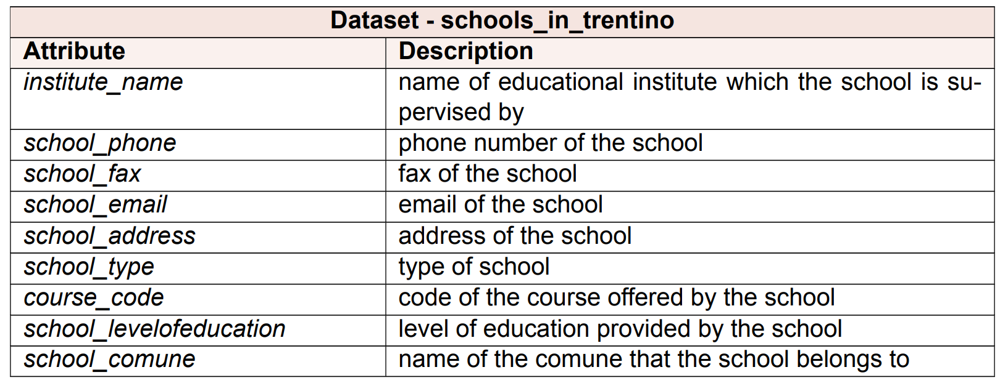 Dataset - schools_in_trentino
Attribute Description
institute_name name of educational institute which the school is su-
pervised by
school_phone phone number of the school
school_fax fax of the school
school_email email of the school
school_address address of the school
school_type type of school
course_code code of the course offered by the school
school_levelofeducation level of education provided by the school
school_comune name of the comune that the school belongs to